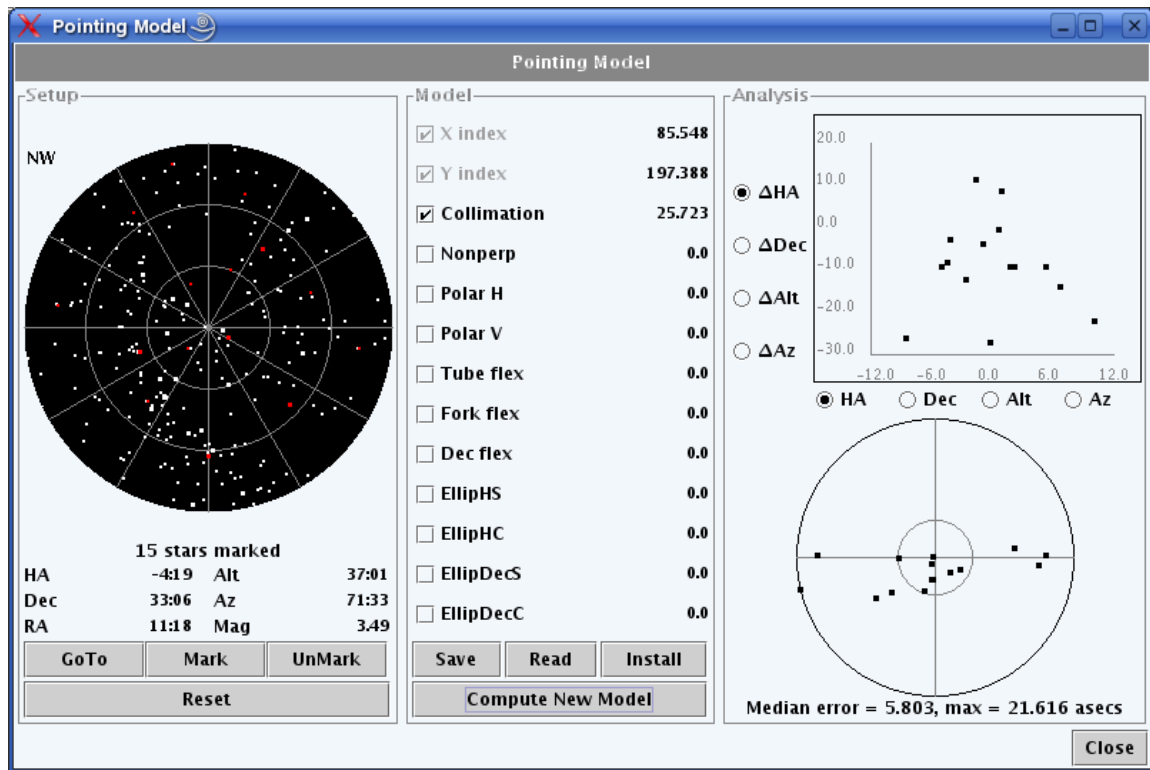 Pointing Model
Pointing Model
Setup
NW
15 stars marked
HA -4:19 Alt 37:01
Dec 33:06 Az 71:33
RA 11:18 Mag 3.49
GoTo Mark UnMark
Reset
Model
X index 85.548
Y index 197.388
Collimation 25.723
Nonperp 0.0
Polar H 0.0
Polar V 0.0
Tube flex 0.0
Fork flex 0.0
Dec flex 0.0
EllipHS 0.0
EllipHC 0.0
EllipDecS 0.0
EllipDecC 0.0
Save Read Install
Compute New Model
Analysis
ΔHA
ΔDec
ΔAlt
ΔAz
20.0
10.0
0.0
-10.0
-20.0
-30.0
-12.0 -6.0 0.0 6.0 12.0
HA Dec Alt Az
Median error = 5.803, max = 21.616 asecs
Close